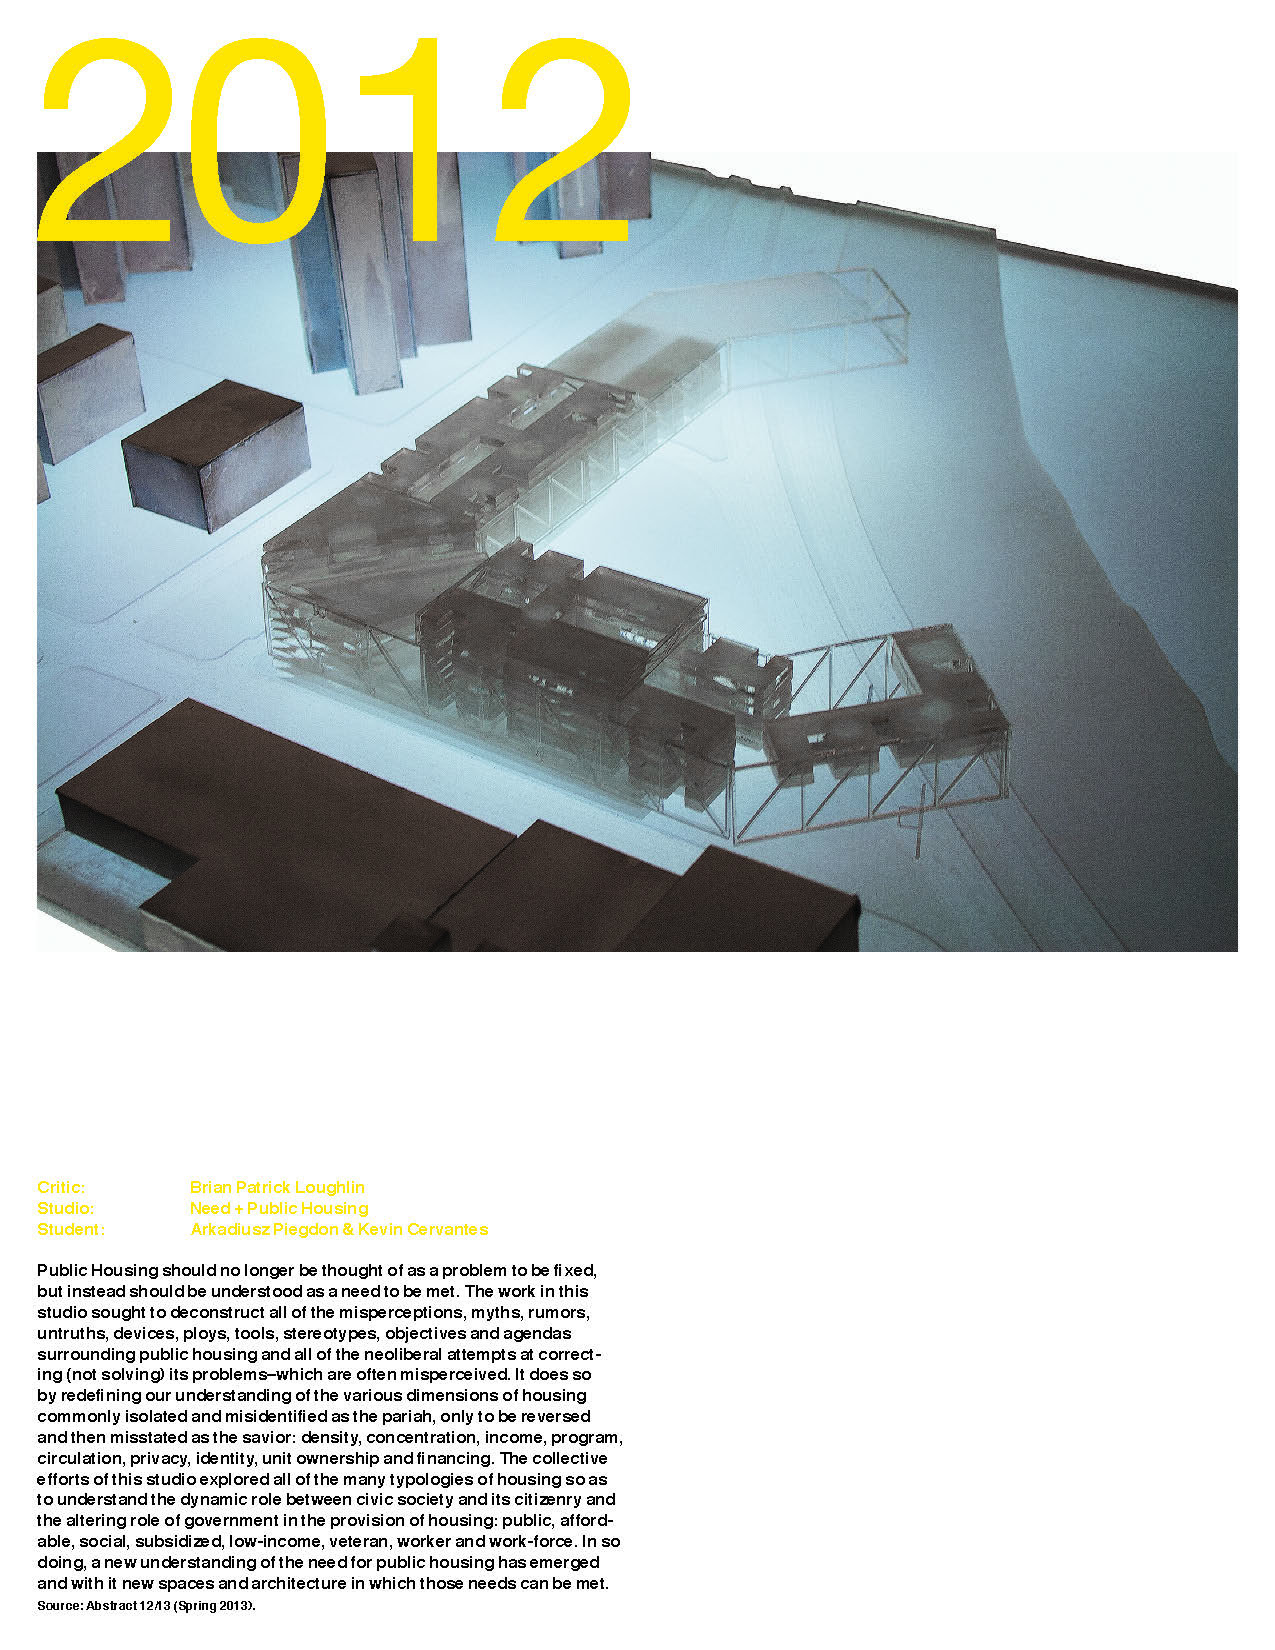 2012
Critic: Brian Patrick Loughlin
Studio: Need + Public Housing
Student: Arkadiusz Piegdon & Kevin Cervantes
Public Housing should no longer be thought of as a problem to be fixed,
but instead should be understood as a need to be met. The work in this
studio sought to deconstruct all of the misperceptions, myths, rumors,
untruths, devices, ploys, tools, stereotypes, objectives and agendas
surrounding public housing and all of the neoliberal attempts at correct-
ing (not solving) its problems—which are often misperceived. It does so
by redefining our understanding of the various dimensions of housing
commonly isolated and misidentified as the pariah, only to be reversed
and then misstated as the savior: density, concentration, income, program,
circulation, privacy, identity, unit ownership and financing. The collective
efforts of this studio explored all of the many typologies of housing so as
to understand the dynamic role between civic society and its citizenry and
the altering role of government in the provision of housing: public, afford-
able, social, subsidized, low-income, veteran, worker and work-force. In so
doing, a new understanding of the need for public housing has emerged
and with it new spaces and architecture in which those needs can be met.
Source: Abstract 12/13 (Spring 2013).